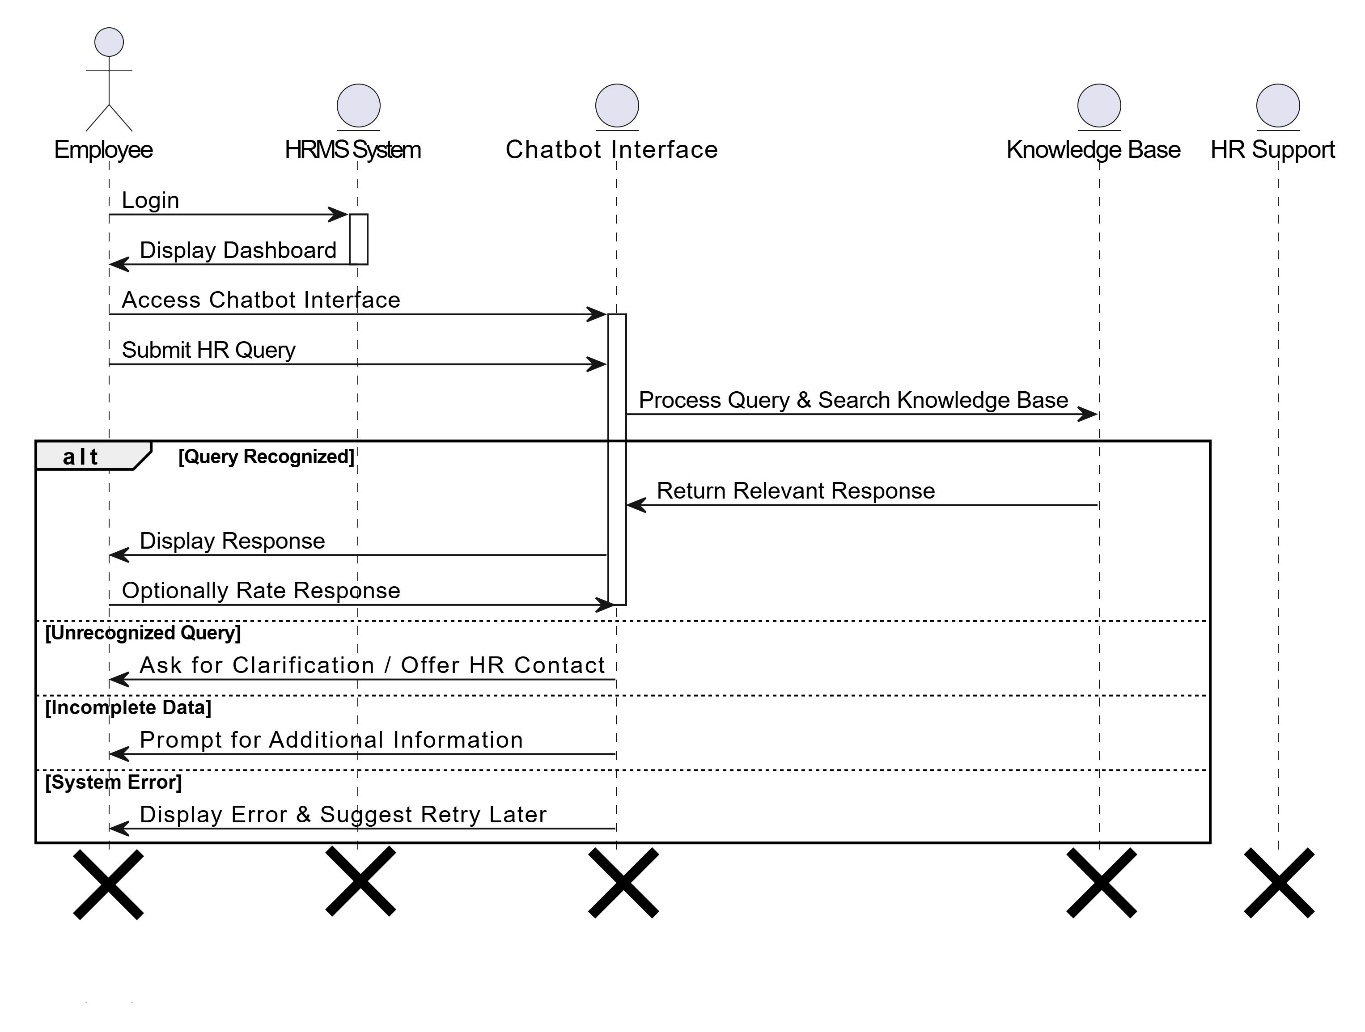 Employee
HRMS System
Chatbot Interface
Knowledge Base
HR Support
Login
Display Dashboard
Access Chatbot Interface
Submit HR Query
Process Query & Search Knowledge Base
alt
[Query Recognized]
Return Relevant Response
Display Response
Optionally Rate Response
[Unrecognized Query]
Ask for Clarification / Offer HR Contact
[Incomplete Data]
Prompt for Additional Information
[System Error]
Display Error & Suggest Retry Later